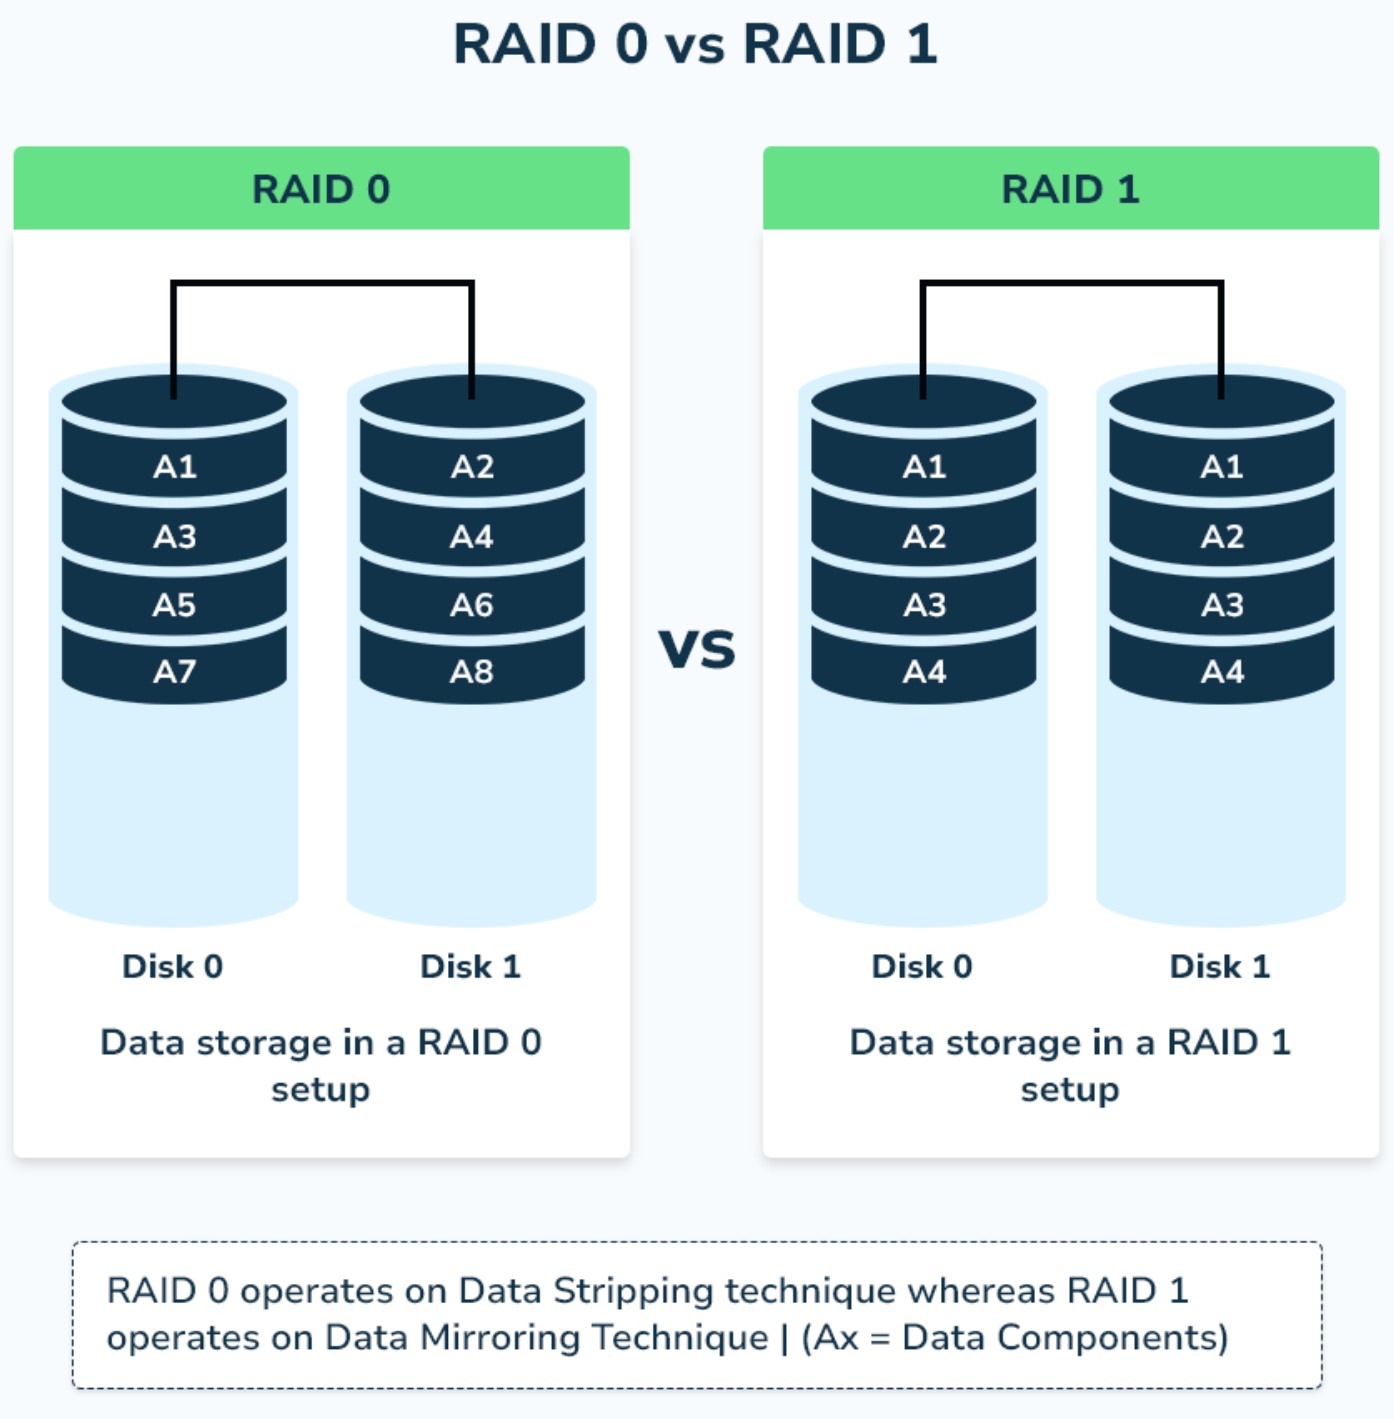 RAID 0 vs RAID 1
RAID 0
A1
A3
A5
A7
A2
A4
A6
A8
Disk 0
Disk 1
Data storage in a RAID 0
setup
vs
RAID 1
A1
A2
A3
A4
A1
A2
A3
A4
Disk 0
Disk 1
Data storage in a RAID 1
setup
RAID 0 operates on Data Stripping technique whereas RAID 1
operates on Data Mirroring Technique | (Ax = Data Components)